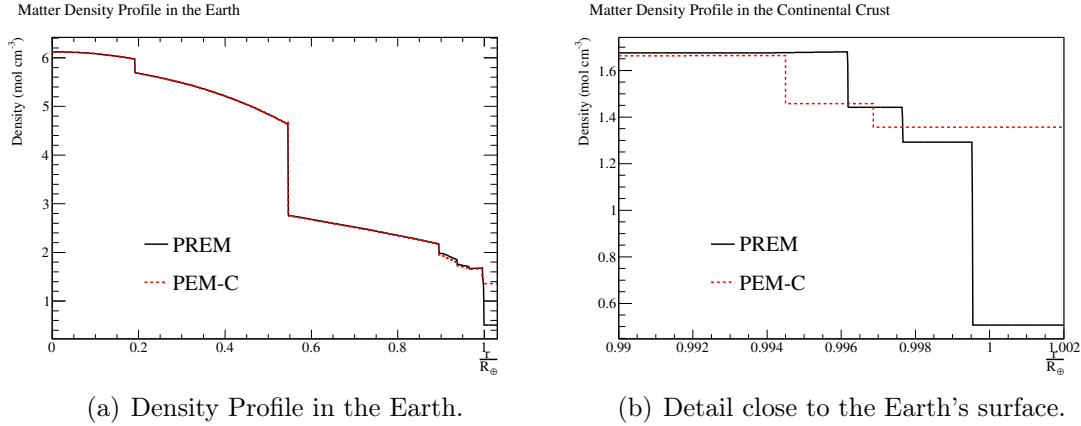 Matter Density Profile in the Earth
Density (mol cm⁻³)
6
5
4
3
2
1
PREM
PEM-C
0
0.2
0.4
0.6
0.8
1
r
R⊕
(a) Density Profile in the Earth.
Matter Density Profile in the Continental Crust
Density (mol cm⁻³)
1.6
1.4
1.2
1
0.8
0.6
PREM
PEM-C
0.99
0.992
0.994
0.996
0.998
1
1.002
r
R⊕
(b) Detail close to the Earth's surface.